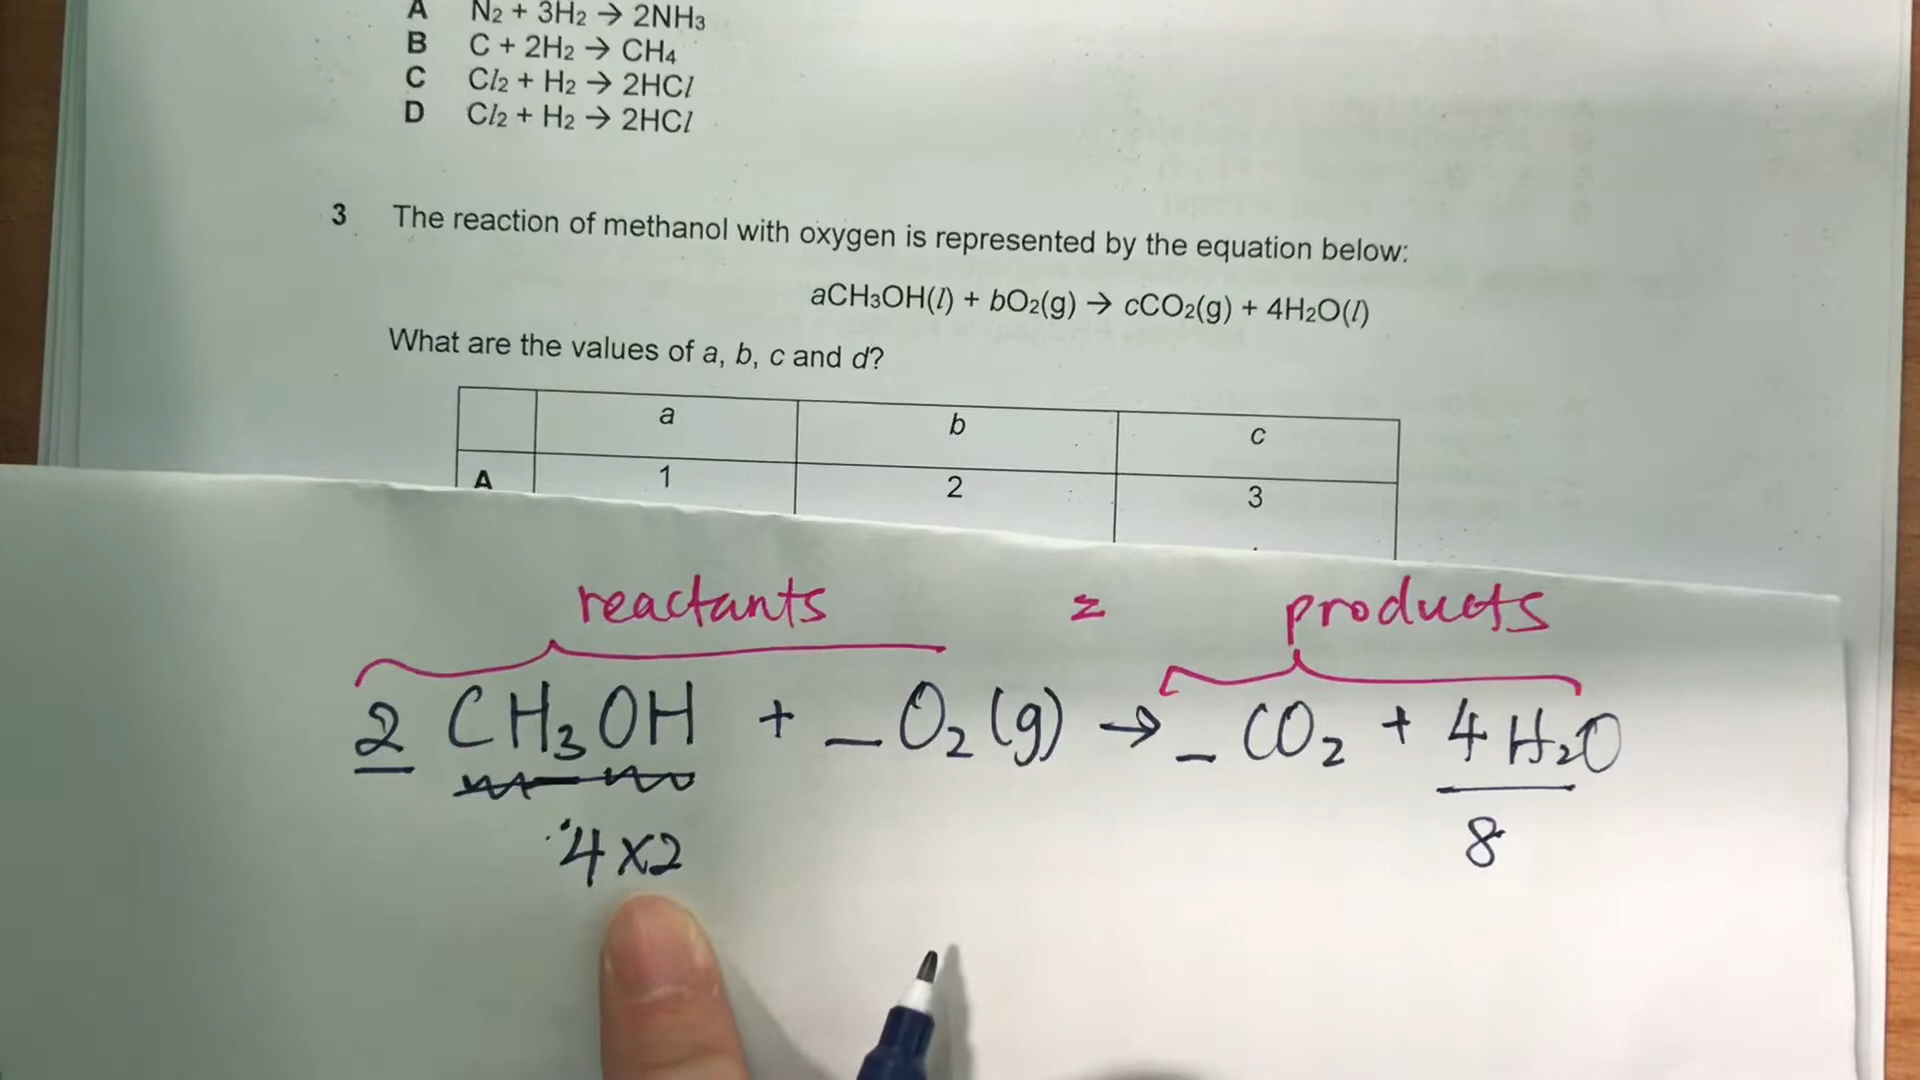 A N2 + 3H2 → 2NH3
B C + 2H2 → CH4
C Cl2 + H2 → 2HCl
D Cl2 + H2 → 2HCl
3 The reaction of methanol with oxygen is represented by the equation below:
aCH3OH(l) + bO2(g) → cCO2(g) + 4H2O(l)
What are the values of a, b, c and d?
a b c
A 1 2 3
reactants = products
2 CH3OH + _ O2 (g) → _ CO2 + 4 H2O
4 x 2 8